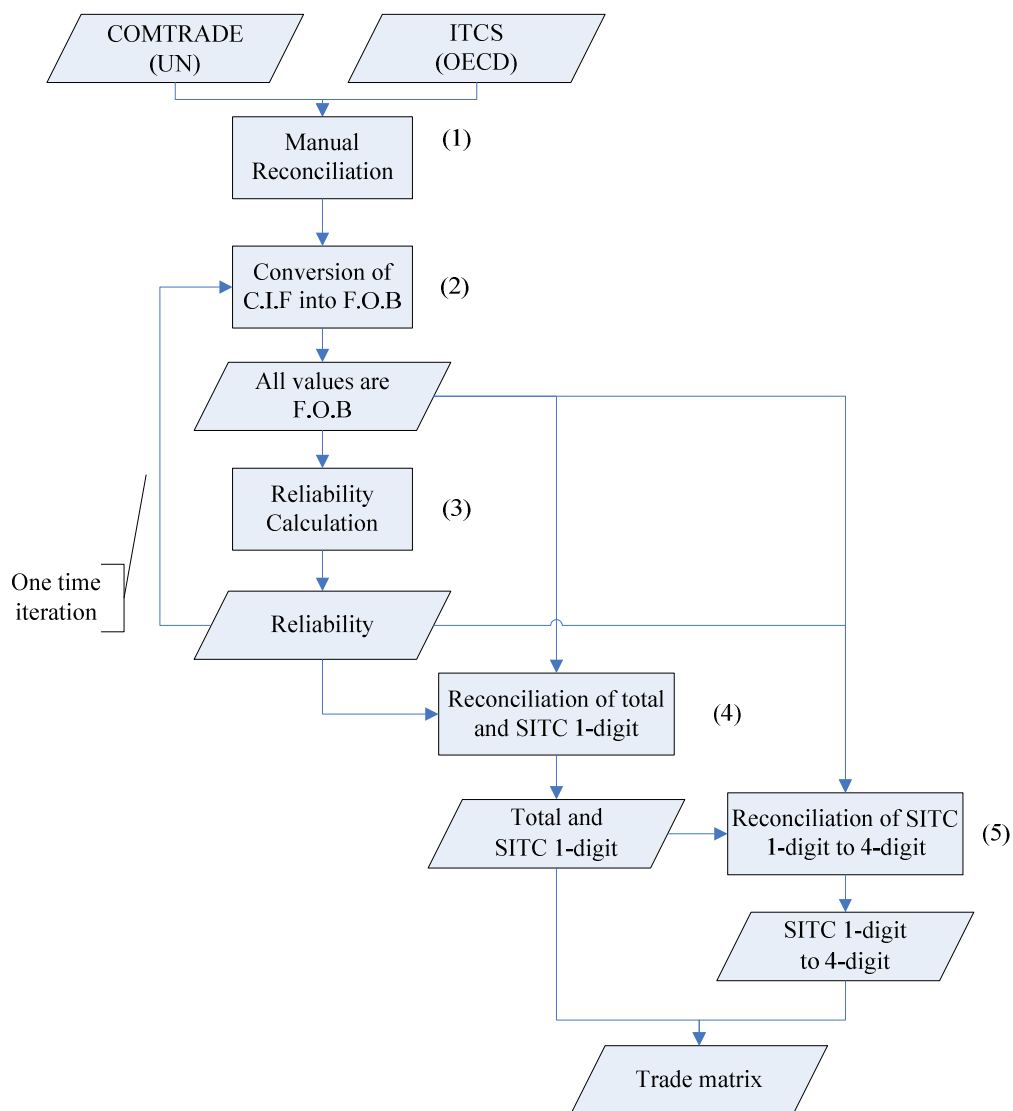 COMTRADE
(UN)
ITCS
(OECD)
Manual
Reconciliation
(1)
Conversion of
C.I.F into F.O.B
(2)
All values are
F.O.B
Reliability
Calculation
(3)
One time
iteration
Reliability
Reconciliation of total
and SITC 1-digit
(4)
Total and
SITC 1-digit
Reconciliation of SITC
1-digit to 4-digit
(5)
SITC 1-digit
to 4-digit
Trade matrix